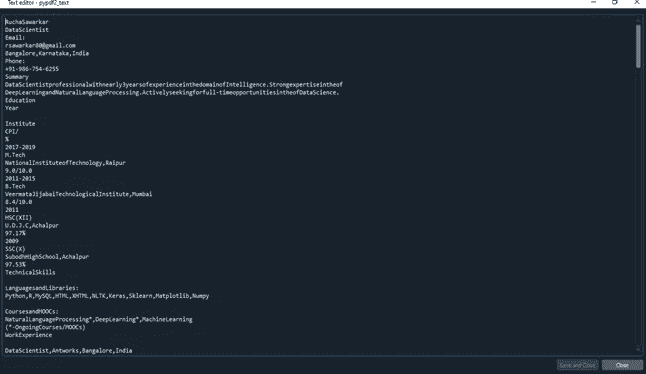 Text editor - pypdf2_text
RuchaSawarkar
DataScientist
Email:
rsawarkar80@gmail.com
Bangalore,Karnataka,India
Phone:
+91-986-754-6255
Summary
DataScientistprofessionalwithnearly3yearsofexperienceinthedomainofIntelligence.Strongexpertiseintheof
DeepLearningandNaturalLanguageProcessing.Activelyseekingforfull-timeopportunitiesintheofDataScience.
Education
Year
Institute
CPI/
%
2017-2019
M.Tech
NationalInstituteofTechnology,Raipur
9.0/10.0
2011-2015
B.Tech
VeermataJijabaiTechnologicalInstitute,Mumbai
8.4/10.0
2011
HSC(XII)
U.D.J.C,Achalpur
97.17%
2009
SSC(X)
SubodhHighSchool,Achalpur
97.53%
TechnicalSkills
LanguagesandLibraries:
Python,R,MySQL,HTML,XHTML,NLTK,Keras,Sklearn,Matplotlib,Numpy
CoursesandMOOCs:
NaturalLanguageProcessing*,DeepLearning*,MachineLearning
(*-OngoingCourses/MOOCs)
WorkExperience
DataScientist,Antworks,Bangalore,India
Save and Close
Close